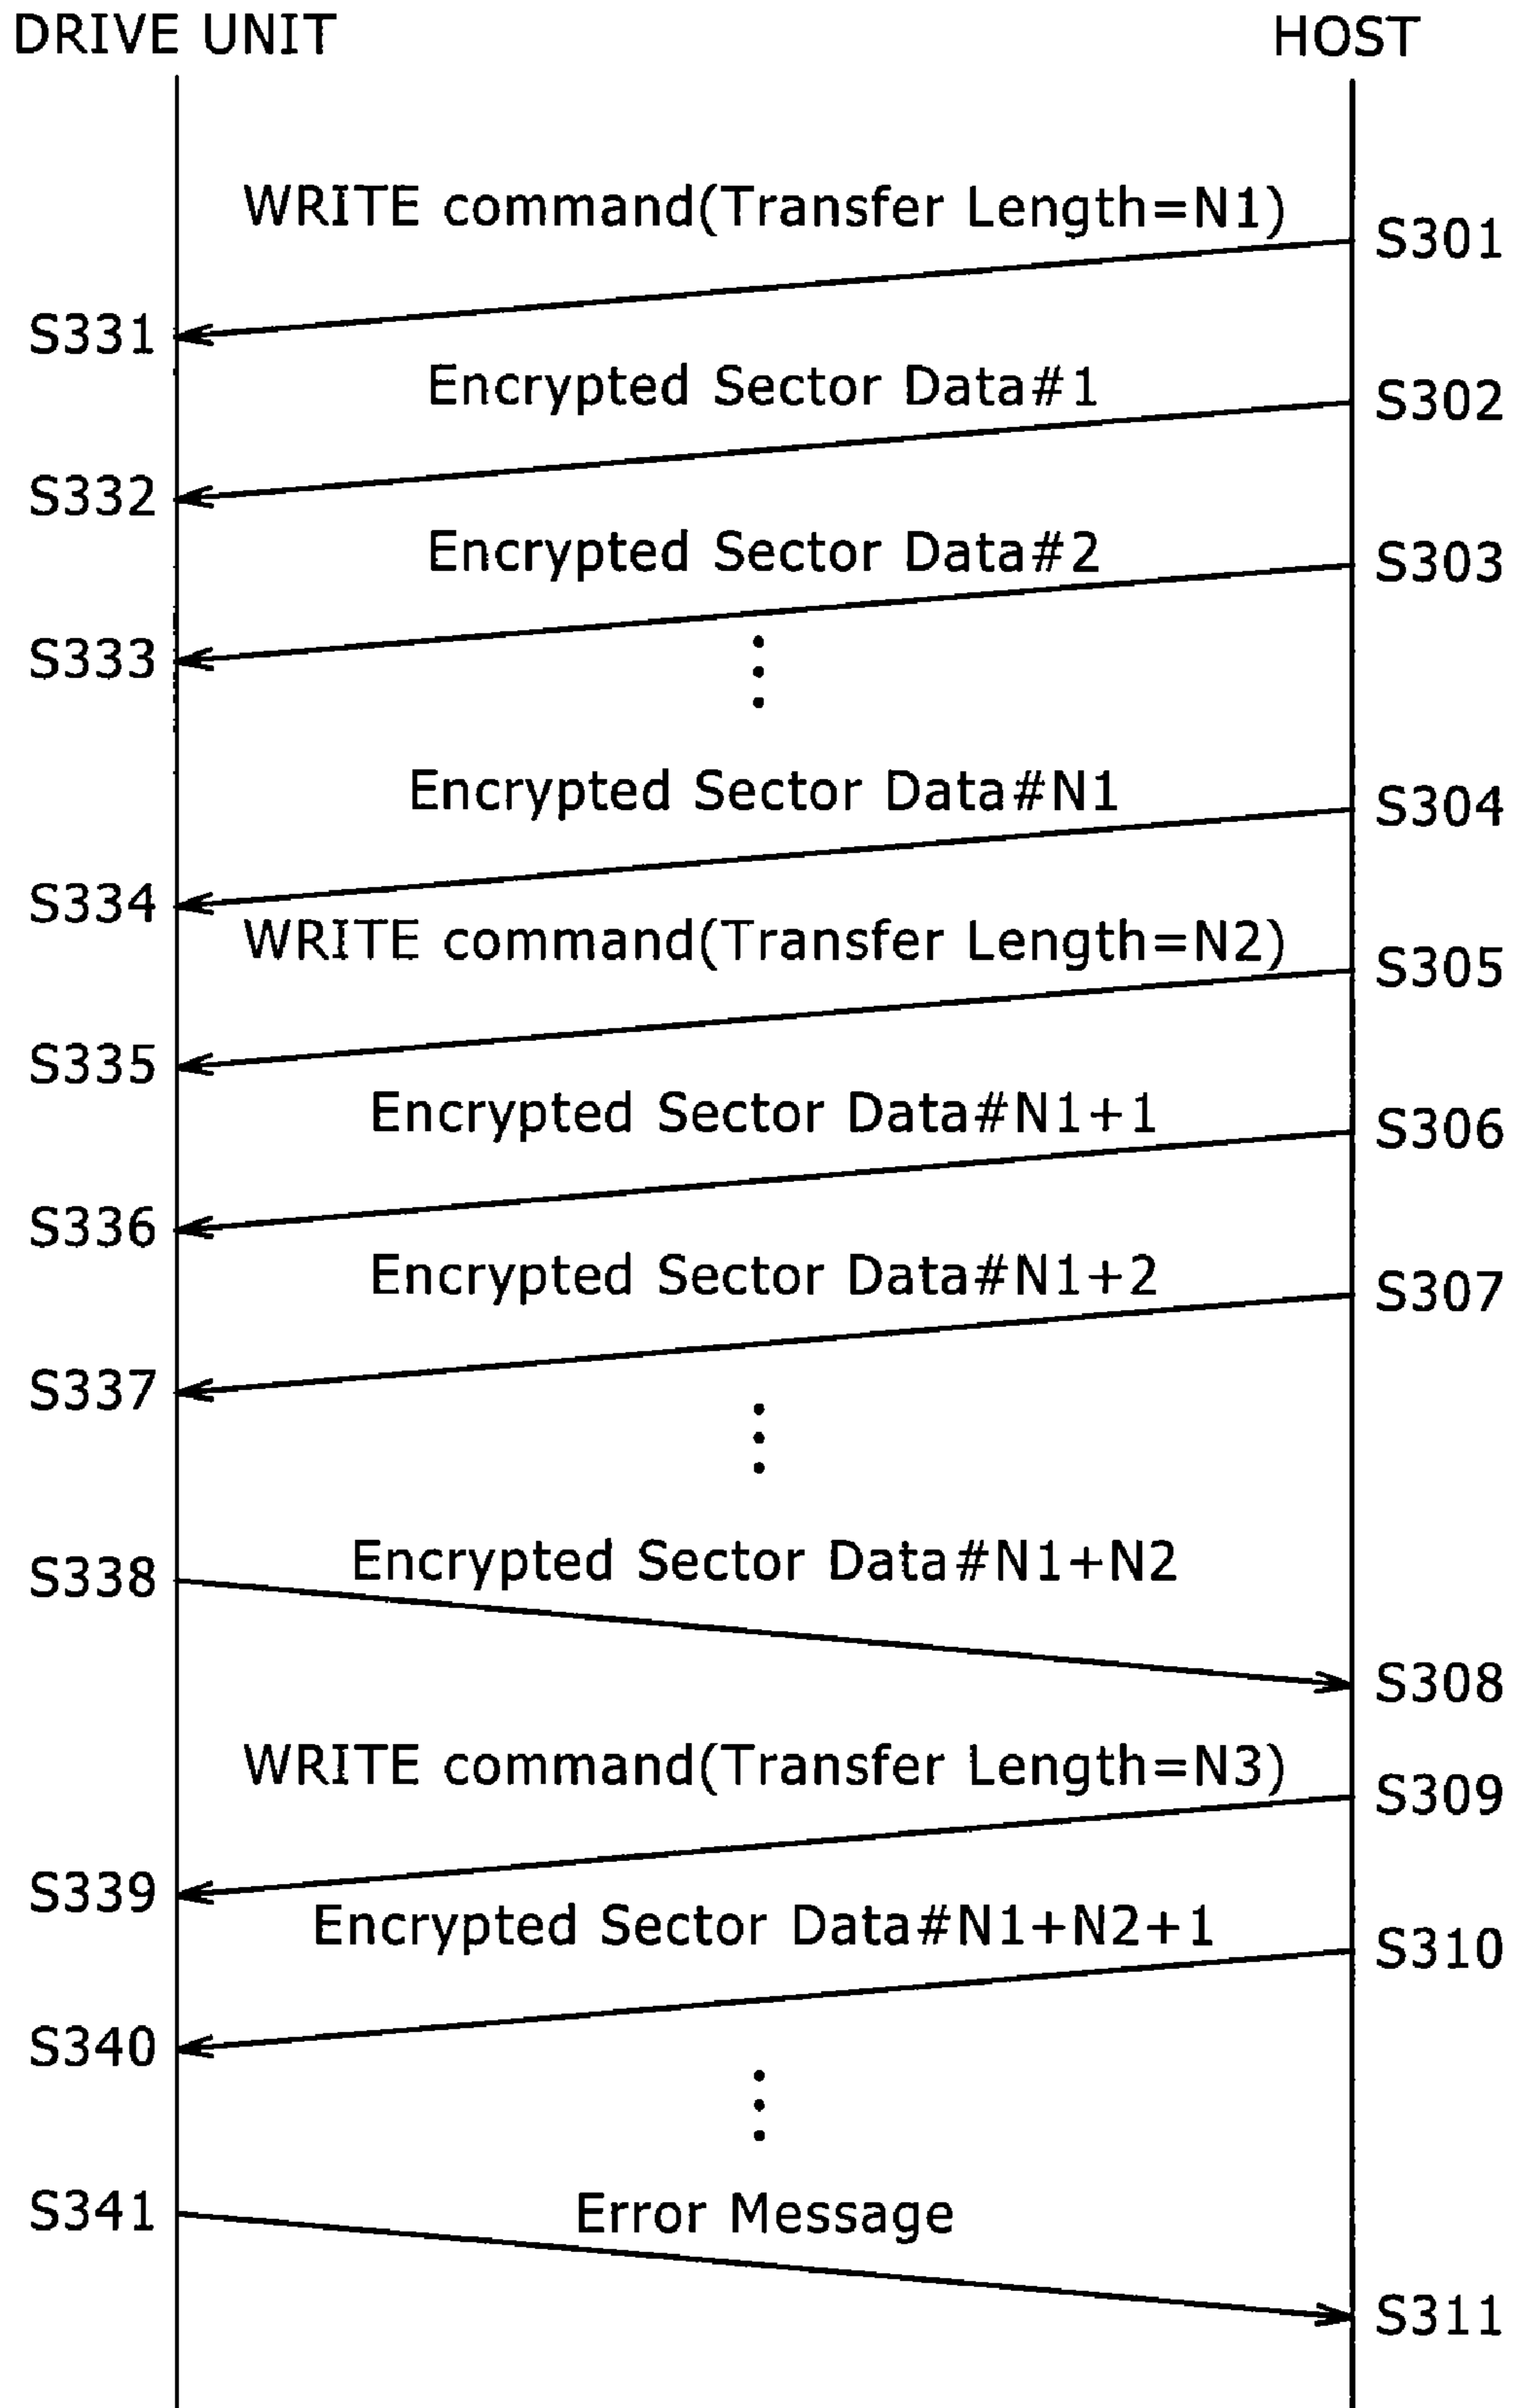 DRIVE UNIT
HOST
WRITE command(Transfer Length=N1)
S301
S331
Encrypted Sector Data#1
S302
S332
Encrypted Sector Data#2
S303
S333
Encrypted Sector Data#N1
S304
S334
WRITE command(Transfer Length=N2)
S305
S335
Encrypted Sector Data#N1+1
S306
S336
Encrypted Sector Data#N1+2
S307
S337
Encrypted Sector Data#N1+N2
S338
S308
WRITE command(Transfer Length=N3)
S309
S339
Encrypted Sector Data#N1+N2+1
S310
S340
Error Message
S341
S311